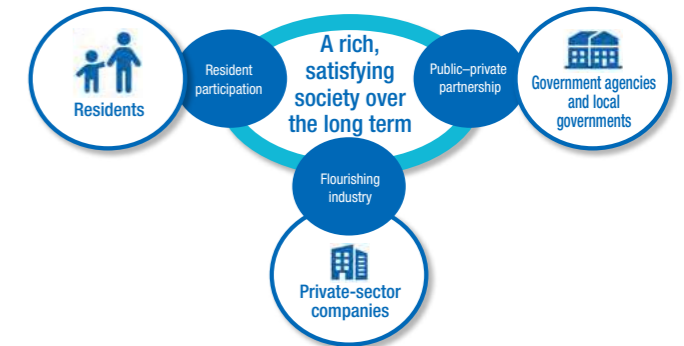 A rich,
satisfying
society over
the long term
Resident
participation
Residents
Public–private
partnership
Government agencies
and local
governments
Flourishing
industry
Private-sector
companies